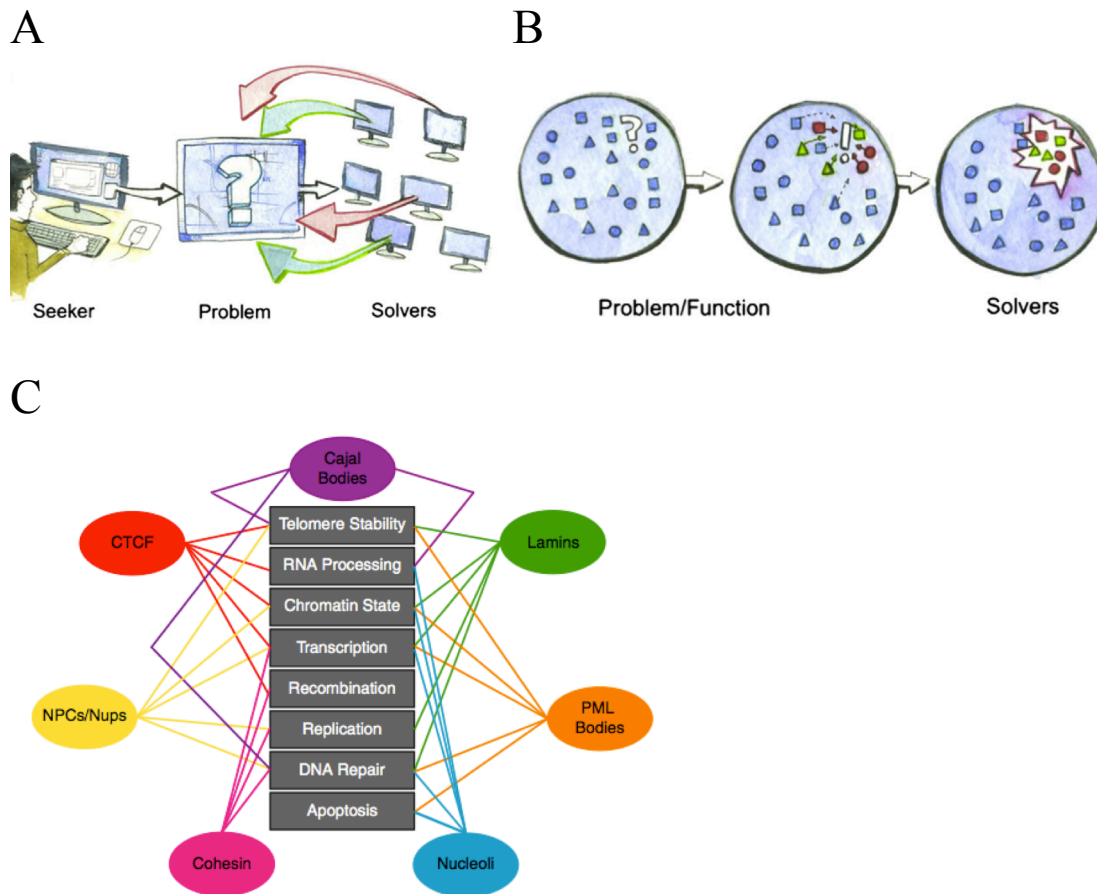 A
B
?
?
!
Seeker
Problem
Solvers
Problem/Function
Solvers
C
Cajal
Bodies
CTCF
Telomere Stability
Lamins
RNA Processing
Chromatin State
Transcription
Recombination
NPCs/Nups
Replication
PML
Bodies
DNA Repair
Apoptosis
Cohesin
Nucleoli